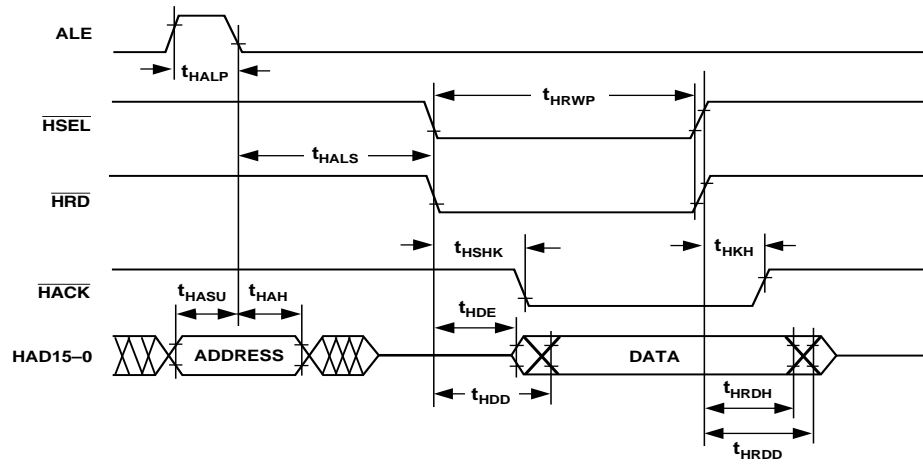 ALE
tHALP
tHRWP
HSEL
tHALS
HRD
tHSHK
tHKH
HACK
tHASU
tHAH
tHDE
HAD15–0
ADDRESS
DATA
tHDD
tHRDH
tHRDD